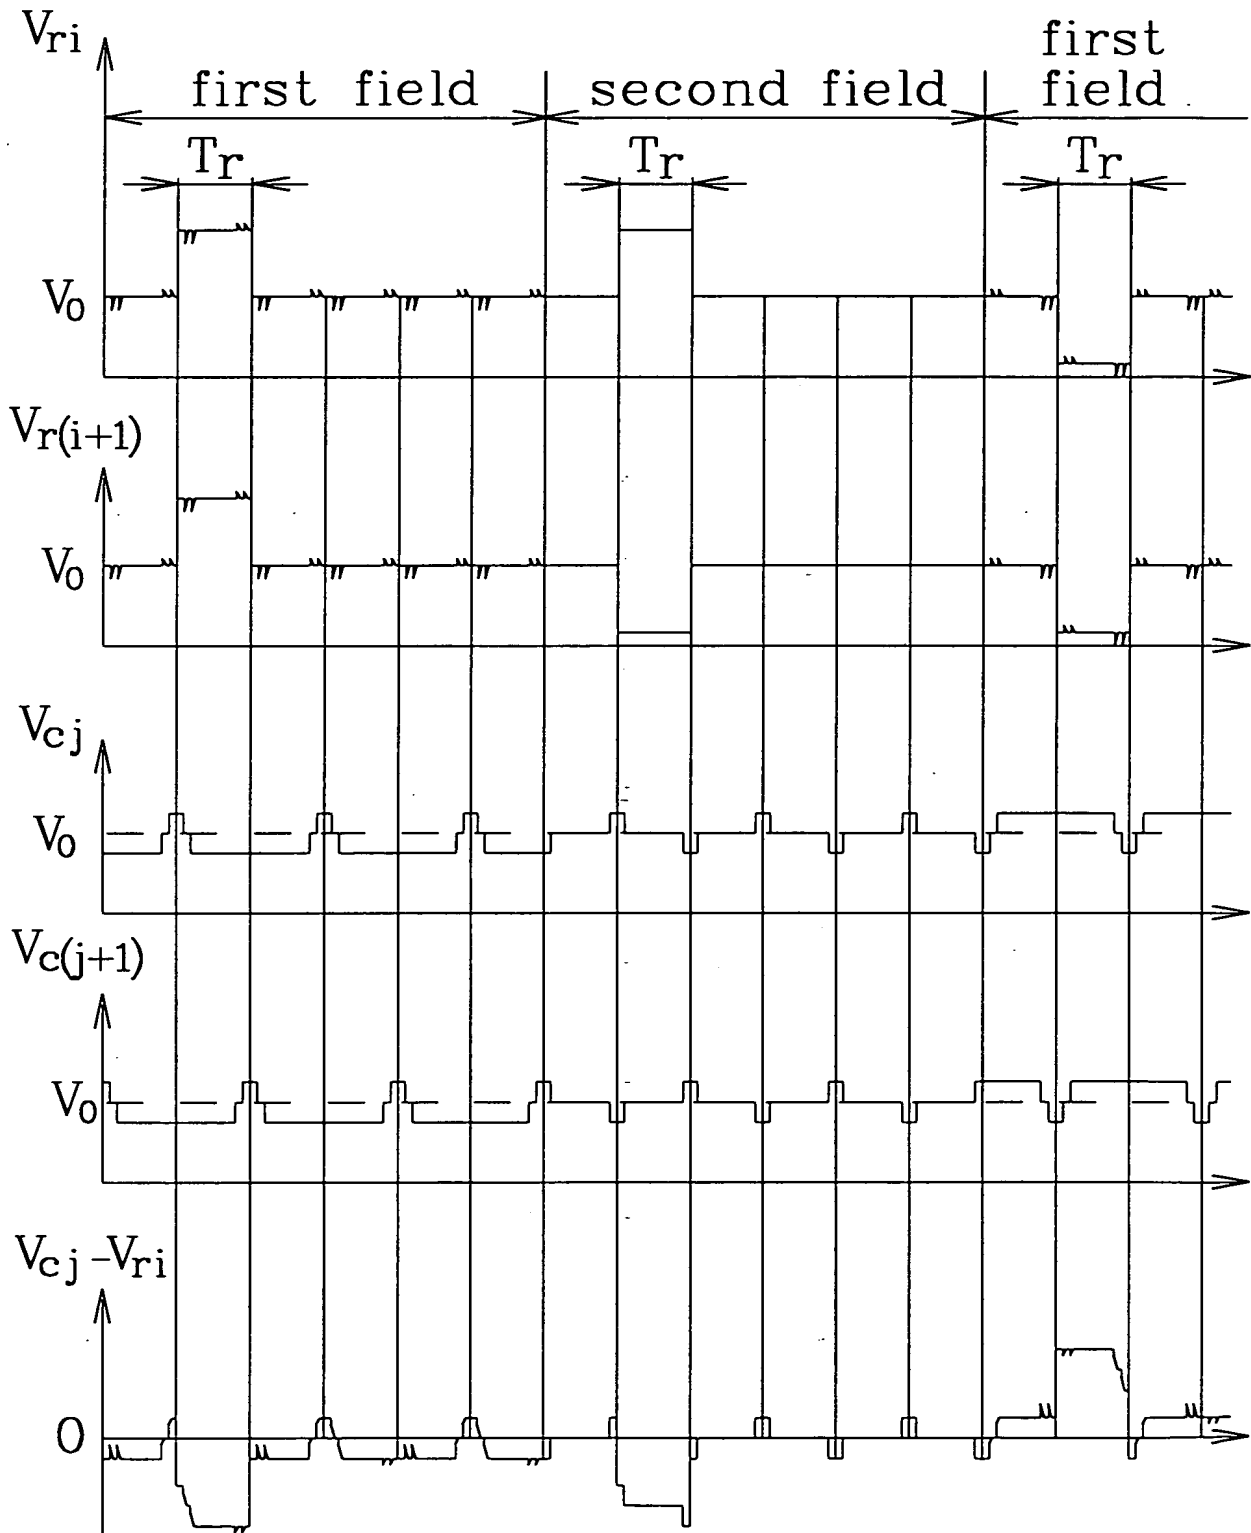 Vri
first field
second field
first
field
Tr
Tr
Tr
V0
Vr(i+1)
V0
Vcj
V0
Vc(j+1)
V0
Vcj-Vri
0